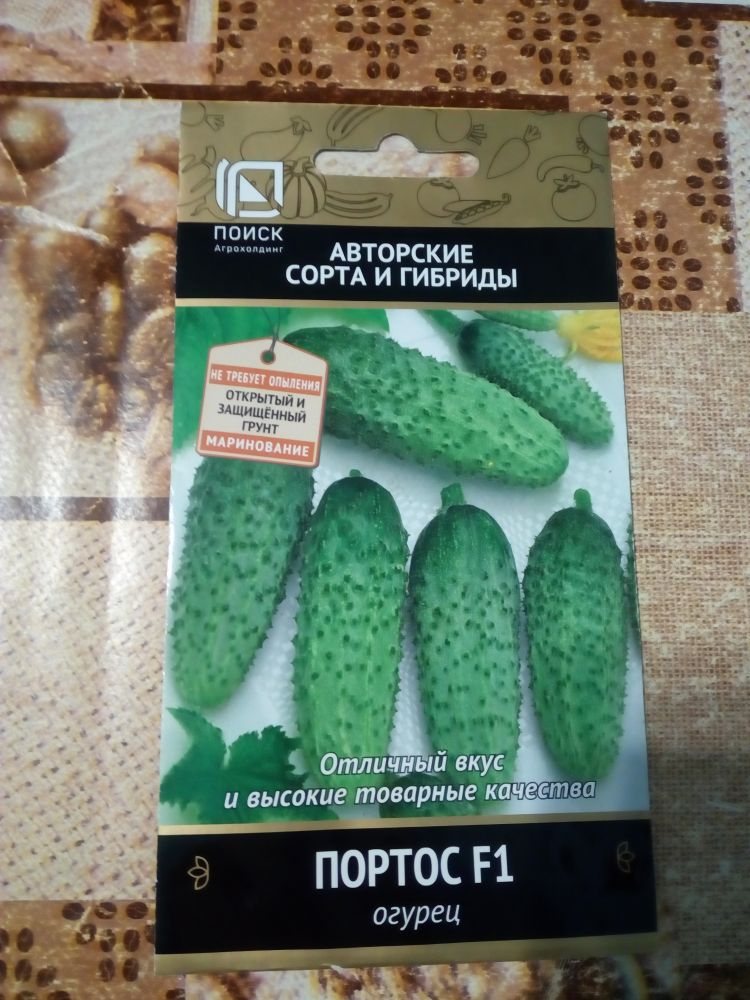 ПОИСК
Агрохолдинг
АВТОРСКИЕ
СОРТА И ГИБРИДЫ
НЕ ТРЕБУЕТ ОПЫЛЕНИЯ
ОТКРЫТЫЙ И
ЗАЩИЩЁННЫЙ
ГРУНТ
МАРИНОВАНИЕ
Отличный вкус
и высокие товарные качества
ПОРТОС F1
огурец